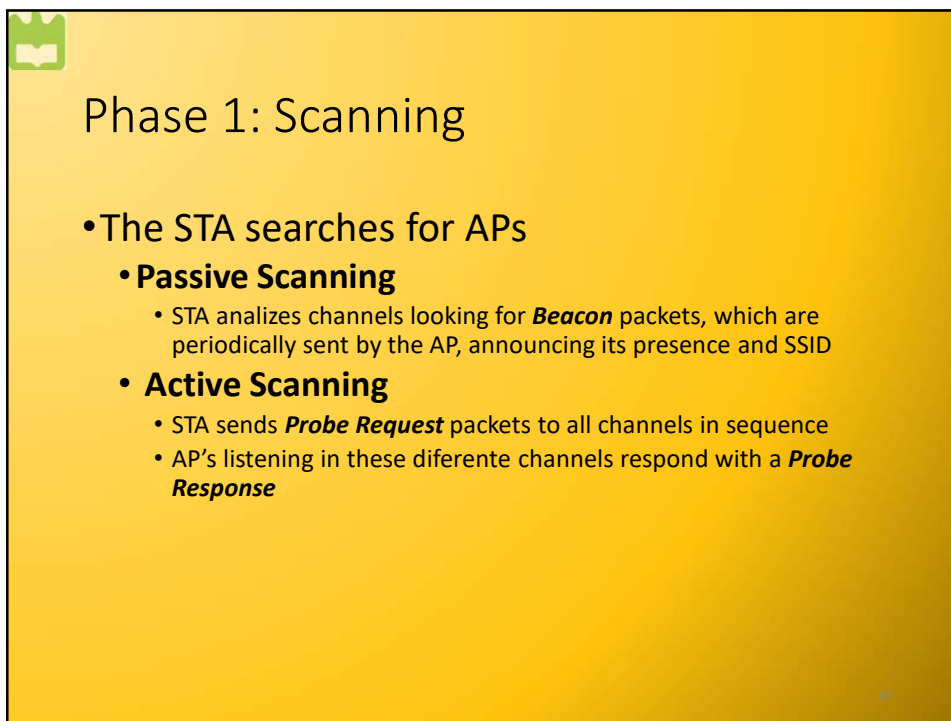 Phase 1: Scanning
•The STA searches for APs
•Passive Scanning
• STA analizes channels looking for Beacon packets, which are
periodically sent by the AP, announcing its presence and SSID
• Active Scanning
• STA sends Probe Request packets to all channels in sequence
• AP’s listening in these diferente channels respond with a Probe
Response